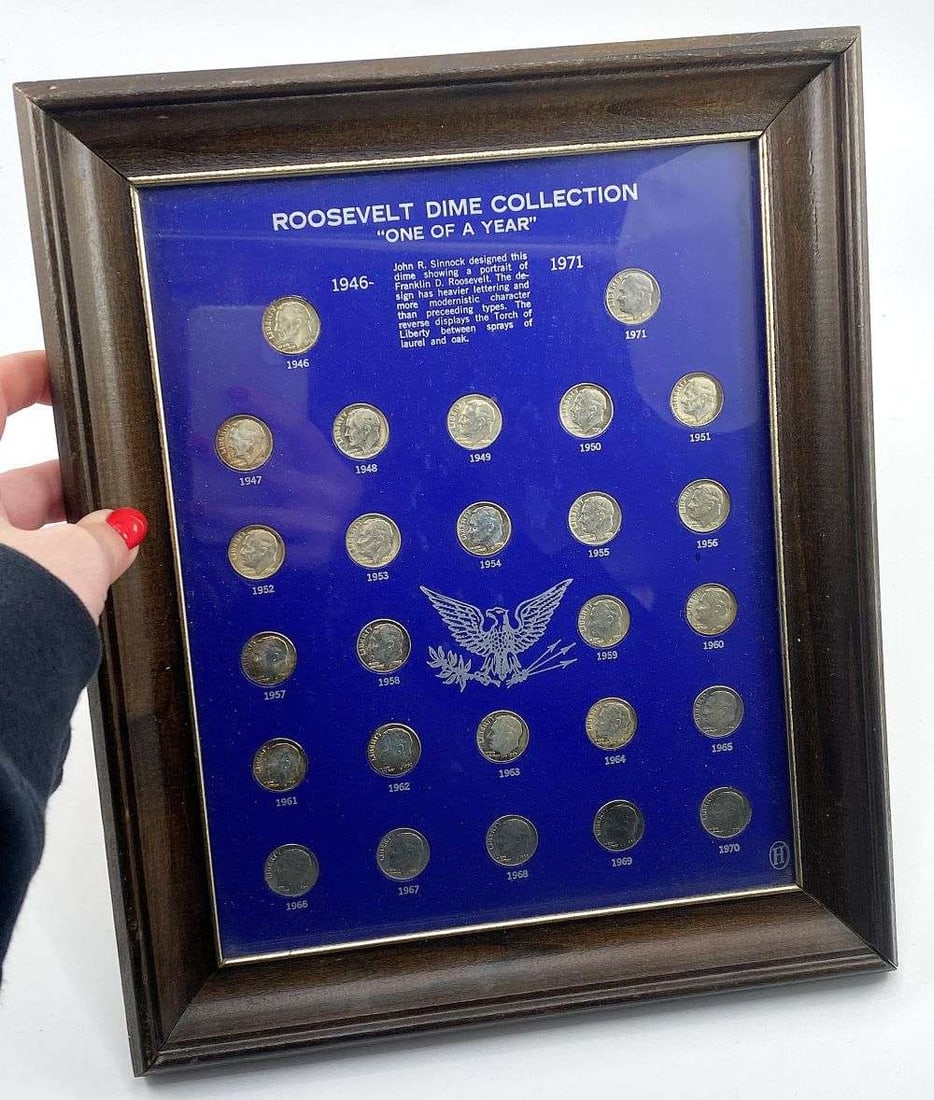 ROOSEVELT DIME COLLECTION
"ONE OF A YEAR"
1946-
John R. Sinnock designed this
dime showing a portrait of
Franklin D. Roosevelt. The de-
sign has heavier lettering and
more modernistic character
than preceeding types. The
reverse displays the Torch of
Liberty between sprays of
laurel and oak.
1971
1946
1971
1947
1948
1949
1950
1951
1952
1953
1954
1955
1956
1957
1958
1959
1960
1961
1962
1963
1964
1965
1966
1967
1968
1969
1970
H